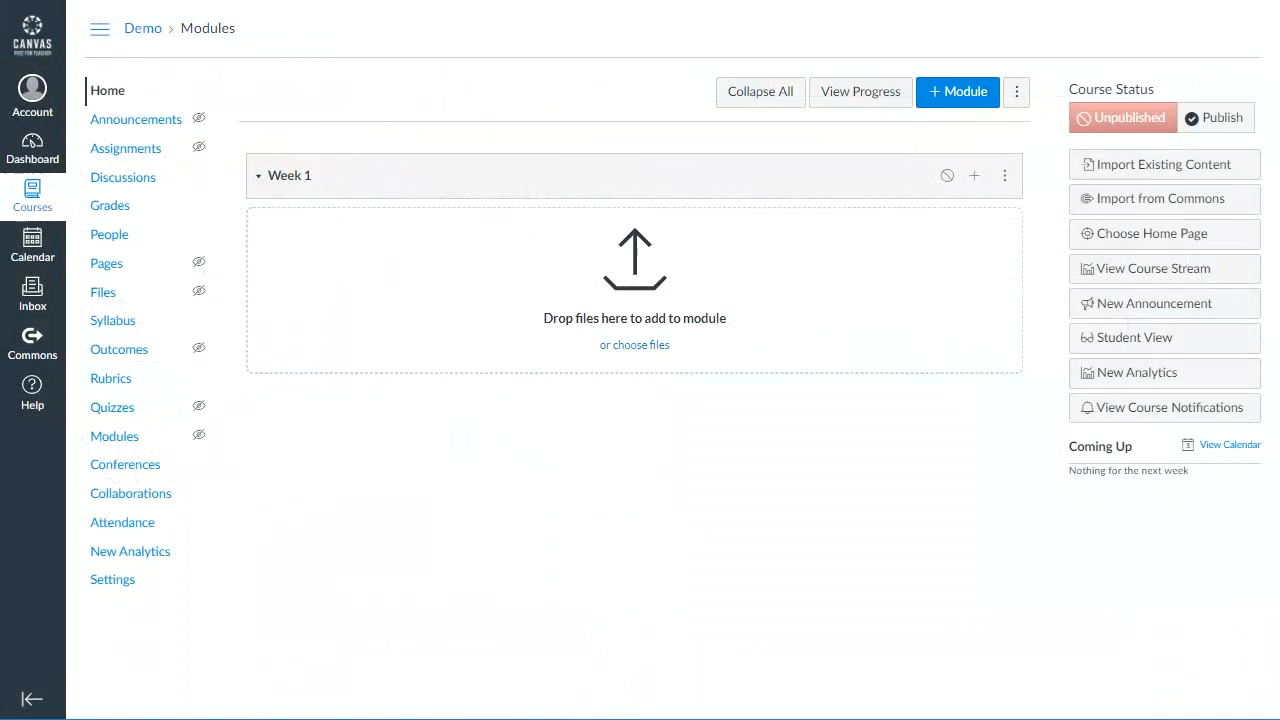 CANVAS
FREE FOR TEACHER
Account
Dashboard
Courses
Calendar
Inbox
Commons
Help
Demo › Modules
Home
Announcements
Assignments
Discussions
Grades
People
Pages
Files
Syllabus
Outcomes
Rubrics
Quizzes
Modules
Conferences
Collaborations
Attendance
New Analytics
Settings
Collapse All View Progress + Module
Week 1
Drop files here to add to module
or choose files
Course Status
Unpublished Publish
Import Existing Content
Import from Commons
Choose Home Page
View Course Stream
New Announcement
Student View
New Analytics
View Course Notifications
Coming Up View Calendar
Nothing for the next week